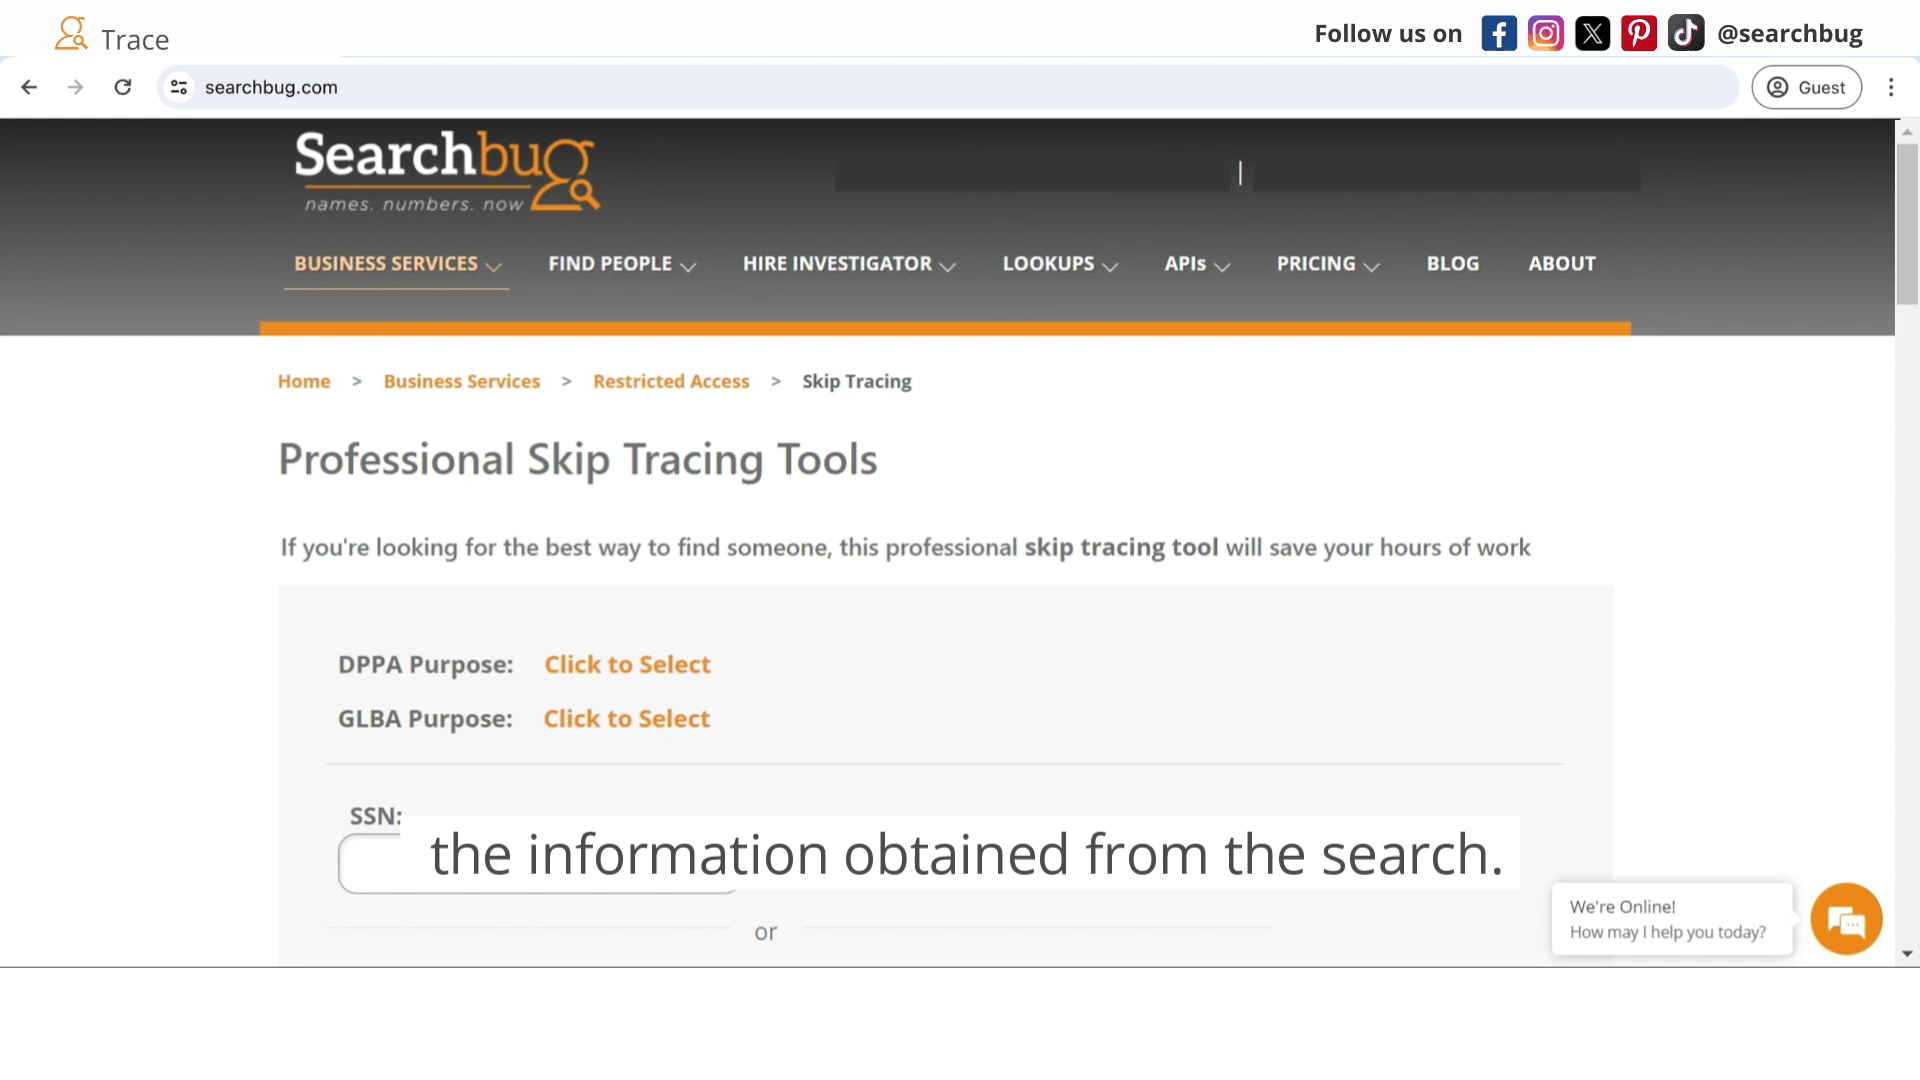 Trace
Follow us on @searchbug
searchbug.com
Guest
Searchbug
names. numbers. now
|
BUSINESS SERVICES FIND PEOPLE HIRE INVESTIGATOR LOOKUPS APIs PRICING BLOG ABOUT
Home > Business Services > Restricted Access > Skip Tracing
Professional Skip Tracing Tools
If you're looking for the best way to find someone, this professional skip tracing tool will save your hours of work
DPPA Purpose: Click to Select
GLBA Purpose: Click to Select
SSN:
the information obtained from the search.
or
We're Online!
How may I help you today?